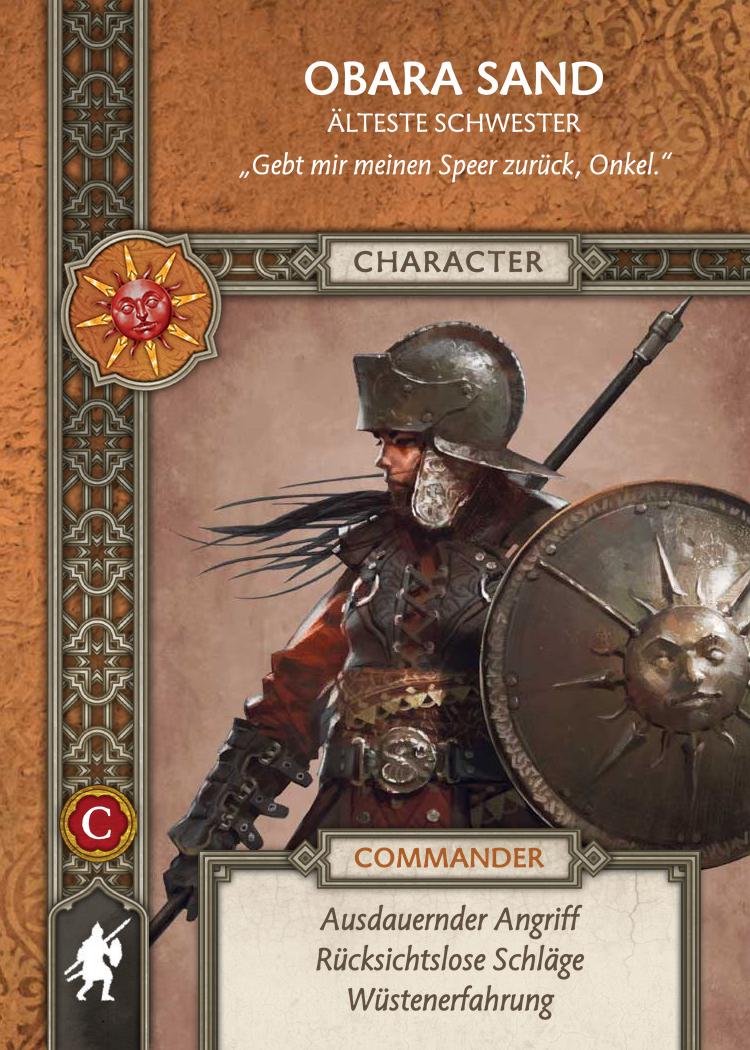 OBARA SAND
ÄLTESTE SCHWESTER
„Gebt mir meinen Speer zurück, Onkel.“
CHARACTER
C
COMMANDER
Ausdauernder Angriff
Rücksichtslose Schläge
Wüstenerfahrung